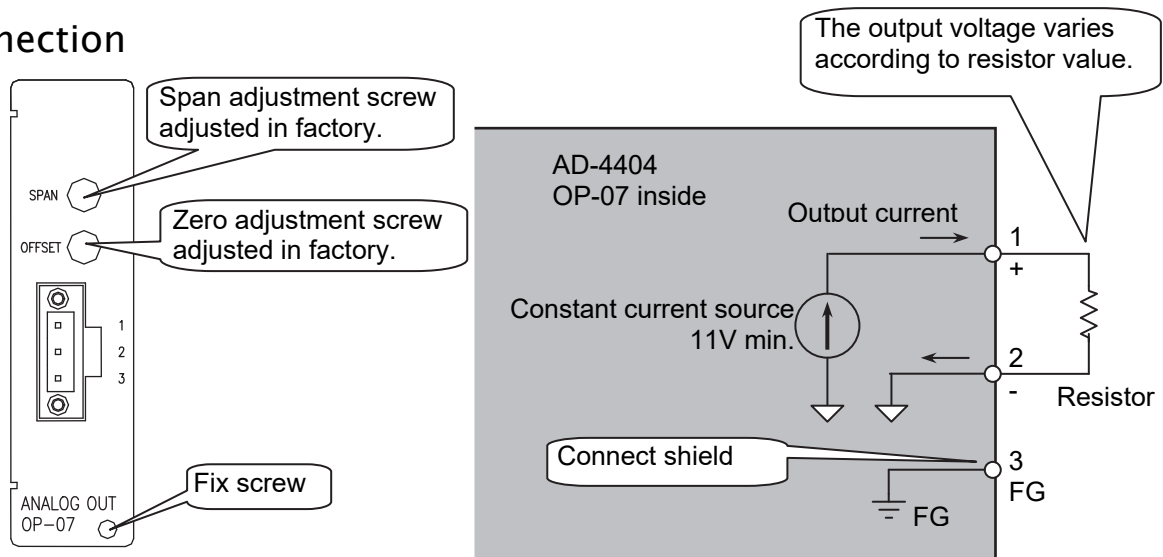 nection
Span adjustment screw
adjusted in factory.
SPAN
Zero adjustment screw
adjusted in factory.
OFFSET
1
2
3
Fix screw
ANALOG OUT
OP-07
The output voltage varies
according to resistor value.
AD-4404
OP-07 inside
Output current
1
+
Constant current source
11V min.
2
-
Resistor
Connect shield
3
FG
FG